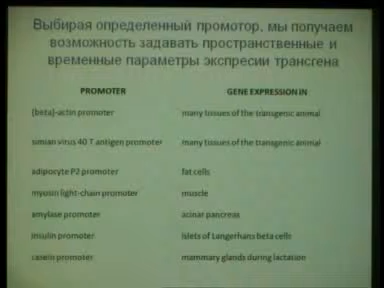 Выбирая определенный промотор, мы получаем
возможность задавать пространственные и
временные параметры экспресии трансгена
PROMOTER GENE EXPRESSION IN
(beta)-actin promoter many tissues of the transgenic animal
simian virus 40 T antigen promoter many tissues of the transgenic animal
adipocyte P2 promoter fat cells
myosin light-chain promoter muscle
amylase promoter acinar pancreas
insulin promoter islets of Langerhans beta cells
casein promoter mammary glands during lactation